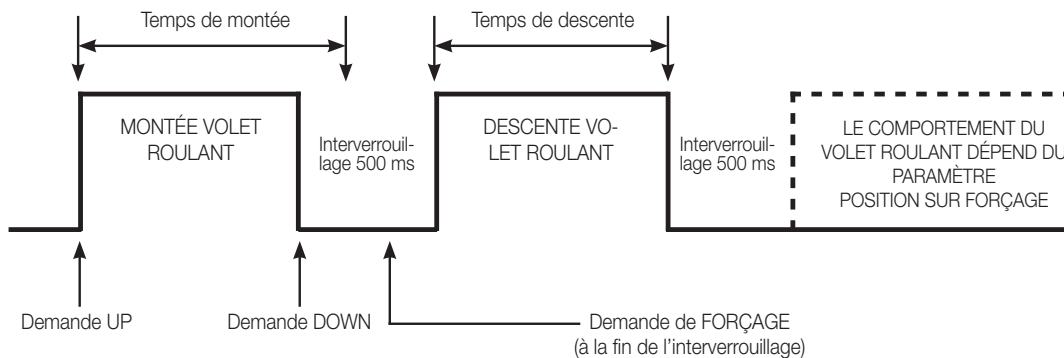 Temps de montée
Temps de descente
MONTÉE VOLET
ROULANT
Interverrouil-
lage 500 ms
DESCENTE VO-
LET ROULANT
Interverrouil-
lage 500 ms
LE COMPORTEMENT DU
VOLET ROULANT DÉPEND DU
PARAMÈTRE
POSITION SUR FORÇAGE
Demande UP
Demande DOWN
Demande de FORÇAGE
(à la fin de l'interverrouillage)